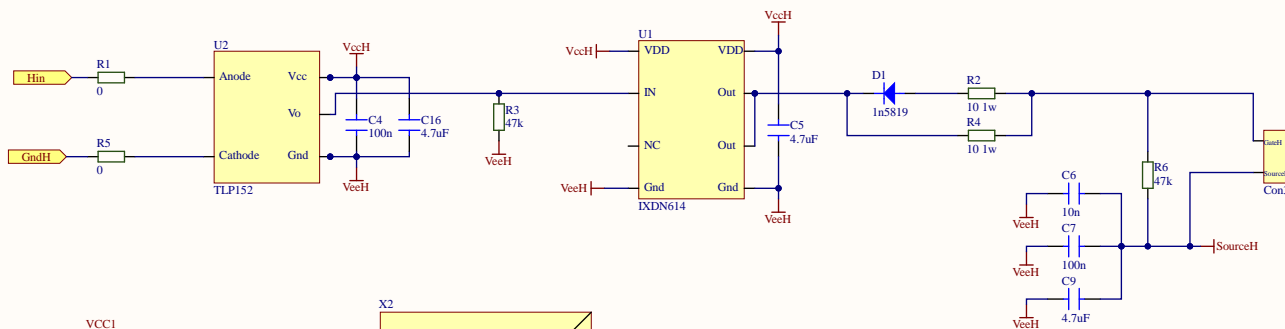 Hin
R1
0
GndH
R5
0
U2
Anode
Vcc
Vo
Cathode
Gnd
TLP152
VccH
C4
100n
C16
4.7uF
VeeH
R3
47k
VeeH
U1
VccH
VDD
VDD
IN
Out
NC
Out
VeeH
Gnd
Gnd
IXDN614
VccH
C5
4.7uF
VeeH
D1
1n5819
R2
10 1w
R4
10 1w
R6
47k
C6
10n
VeeH
C7
100n
VeeH
C9
4.7uF
VeeH
SourceH
GateH
Source
Con
X2
VCC1